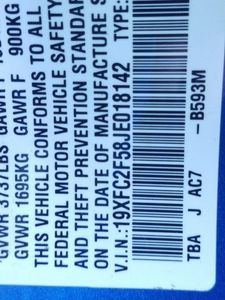 GVWR 3737LBS GAWR F
GVWR 1695KG GAWR F 900KG
THIS VEHICLE CONFORMS TO ALL
FEDERAL MOTOR VEHICLE SAFETY
AND THEFT PREVENTION STANDAR
ON THE DATE OF MANUFACTURE S
V.I.N.:19XFC2F58JE018142 TYPE:
TBA J AC7
-B593M